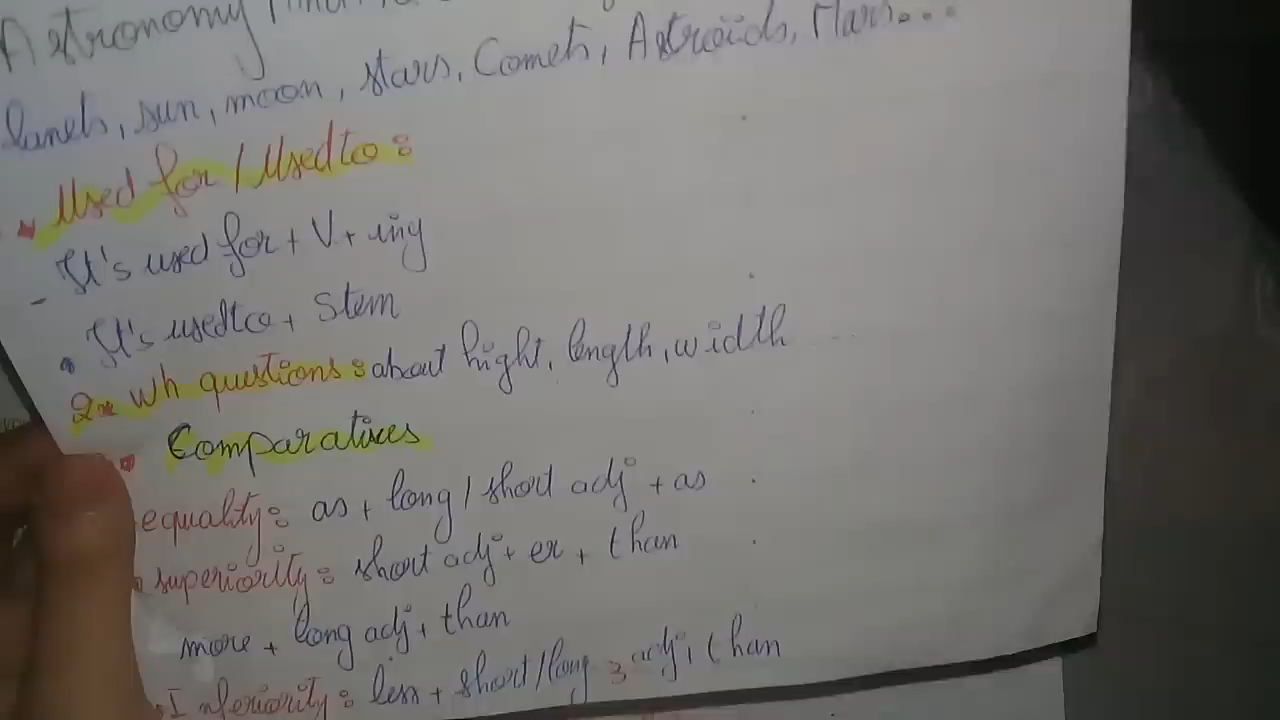 Astronomy
lanets, sun, moon, stars, Comets, Astroïds, Mars...
Used for / Used to :
- It's used for + V + ing
• It's used to + Stem
2 Wh questions : about hight, length, width
Comparatives
equality : as + long / short adj + as
superiority : short adj + er + than
more + long adj + than
Inferiority : less + short/long adj + than